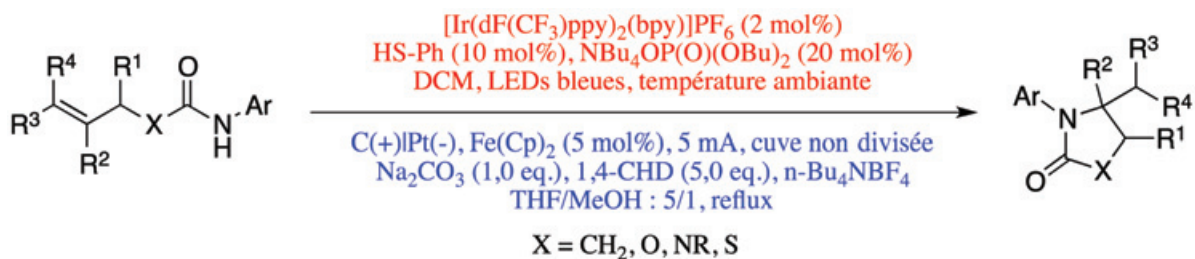 [Ir(dF(CF₃)ppy)₂(bpy)]PF₆ (2 mol%)
HS-Ph (10 mol%), NBu₄OP(O)(OBu)₂ (20 mol%)
DCM, LEDs bleues, température ambiante
R⁴ R¹ O
R³ X N Ar
H
R²
C(+)|Pt(-), Fe(Cp)₂ (5 mol%), 5 mA, cuve non divisée
Na₂CO₃ (1,0 eq.), 1,4-CHD (5,0 eq.), n-Bu₄NBF₄
THF/MeOH : 5/1, reflux
X = CH₂, O, NR, S
R³
R²
Ar R⁴
N R¹
O X